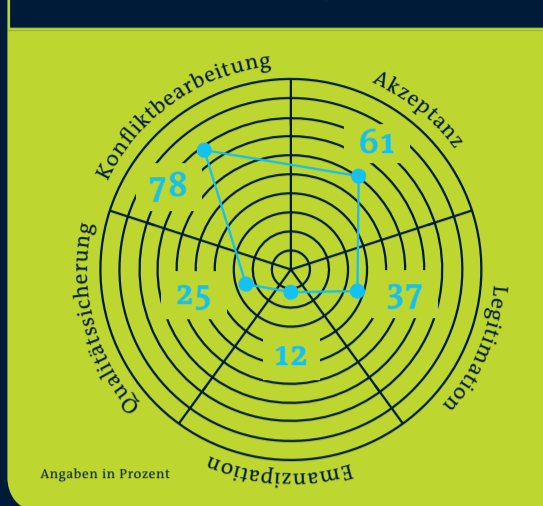 Konfliktbearbeitung
Akzeptanz
61
78
Qualitätssicherung
25
37
Legitimation
12
Emanzipation
Angaben in Prozent